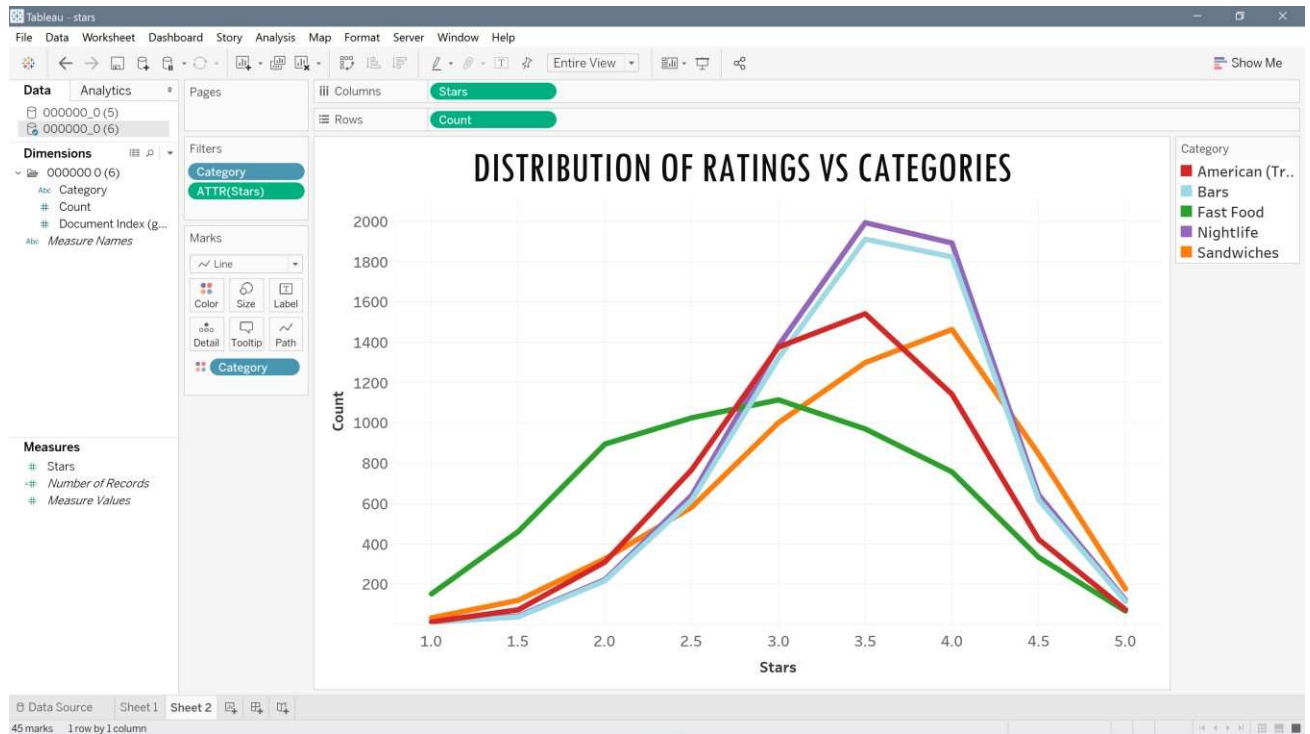 Tableau - stars
File Data Worksheet Dashboard Story Analysis Map Format Server Window Help
Entire View
Show Me
Data Analytics
000000_0 (5)
000000_0 (6)
Dimensions
000000 0 (6)
Abc Category
# Count
# Document Index (g...
Abc Measure Names
Measures
# Stars
=# Number of Records
# Measure Values
Pages
Filters
Category
ATTR(Stars)
Marks
Line
Color Size Label
Detail Tooltip Path
Category
iii Columns Stars
Rows Count
DISTRIBUTION OF RATINGS VS CATEGORIES
2000
1800
1600
1400
1200
1000
800
600
400
200
Count
1.0 1.5 2.0 2.5 3.0 3.5 4.0 4.5 5.0
Stars
Category
American (Tr..
Bars
Fast Food
Nightlife
Sandwiches
Data Source Sheet 1 Sheet 2
45 marks 1 row by 1 column